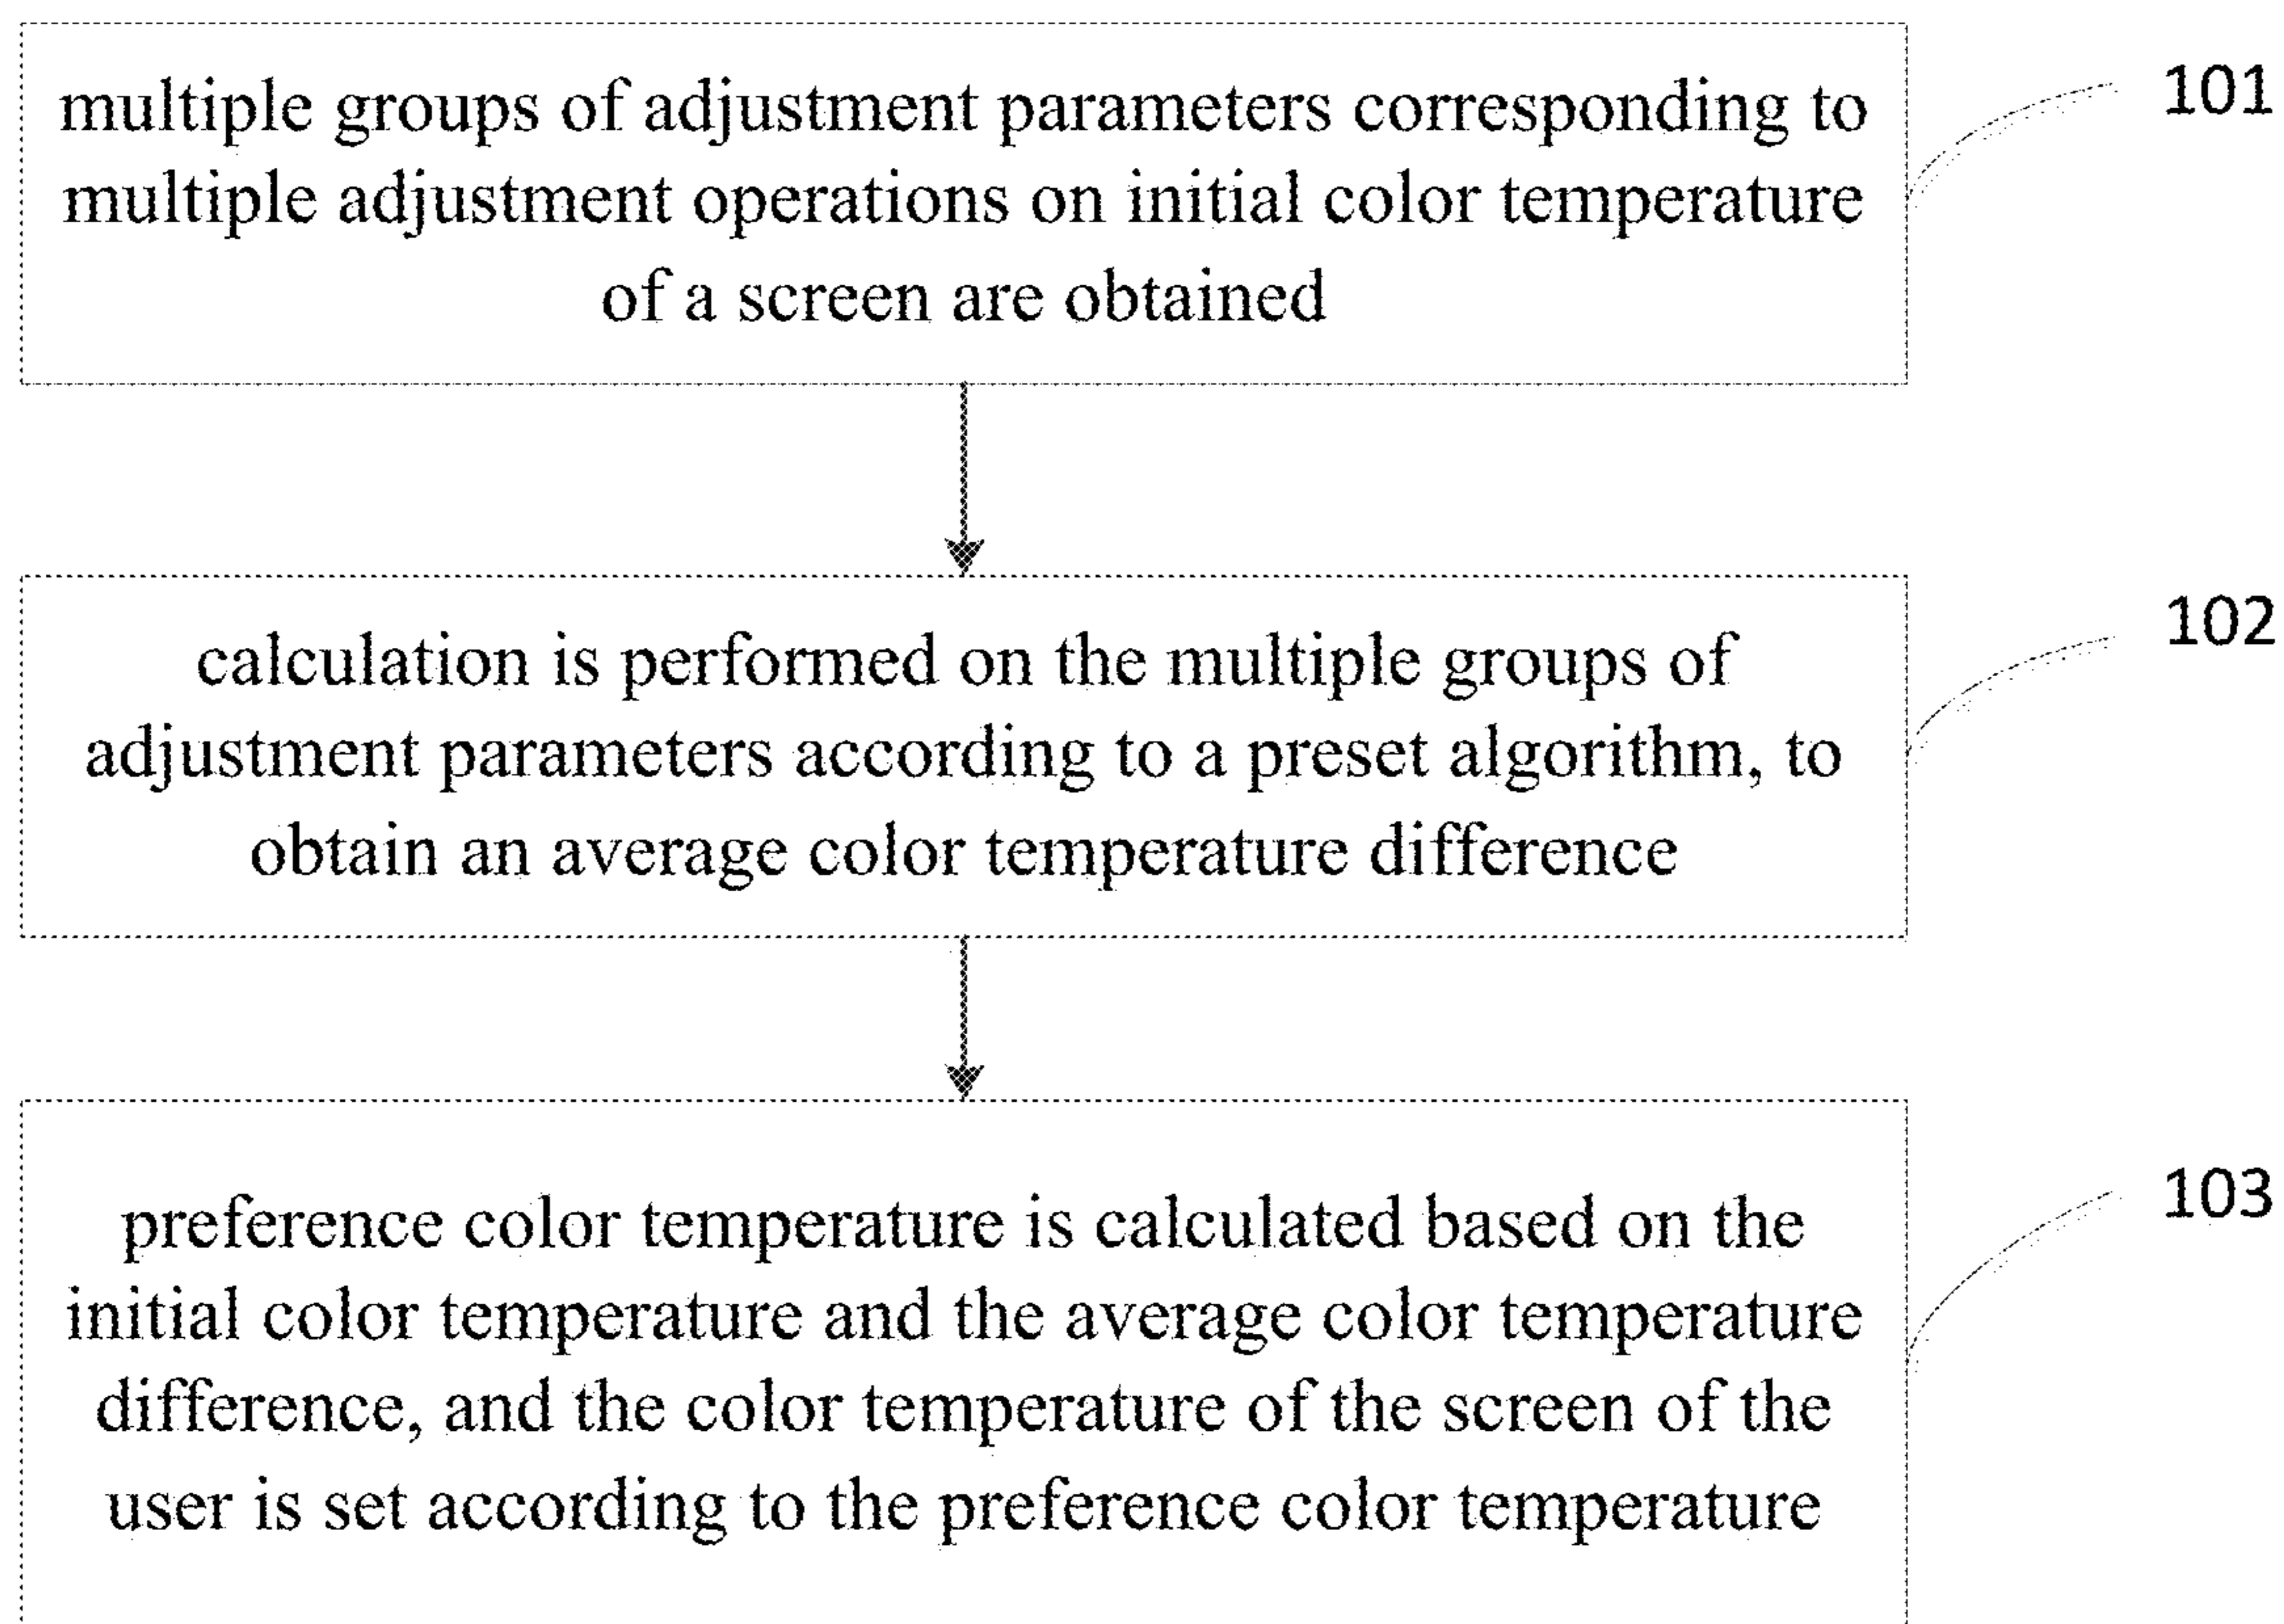 multiple groups of adjustment parameters corresponding to
multiple adjustment operations on initial color temperature
of a screen are obtained
101
calculation is performed on the multiple groups of
adjustment parameters according to a preset algorithm, to
obtain an average color temperature difference
102
preference color temperature is calculated based on the
initial color temperature and the average color temperature
difference, and the color temperature of the screen of the
user is set according to the preference color temperature
103